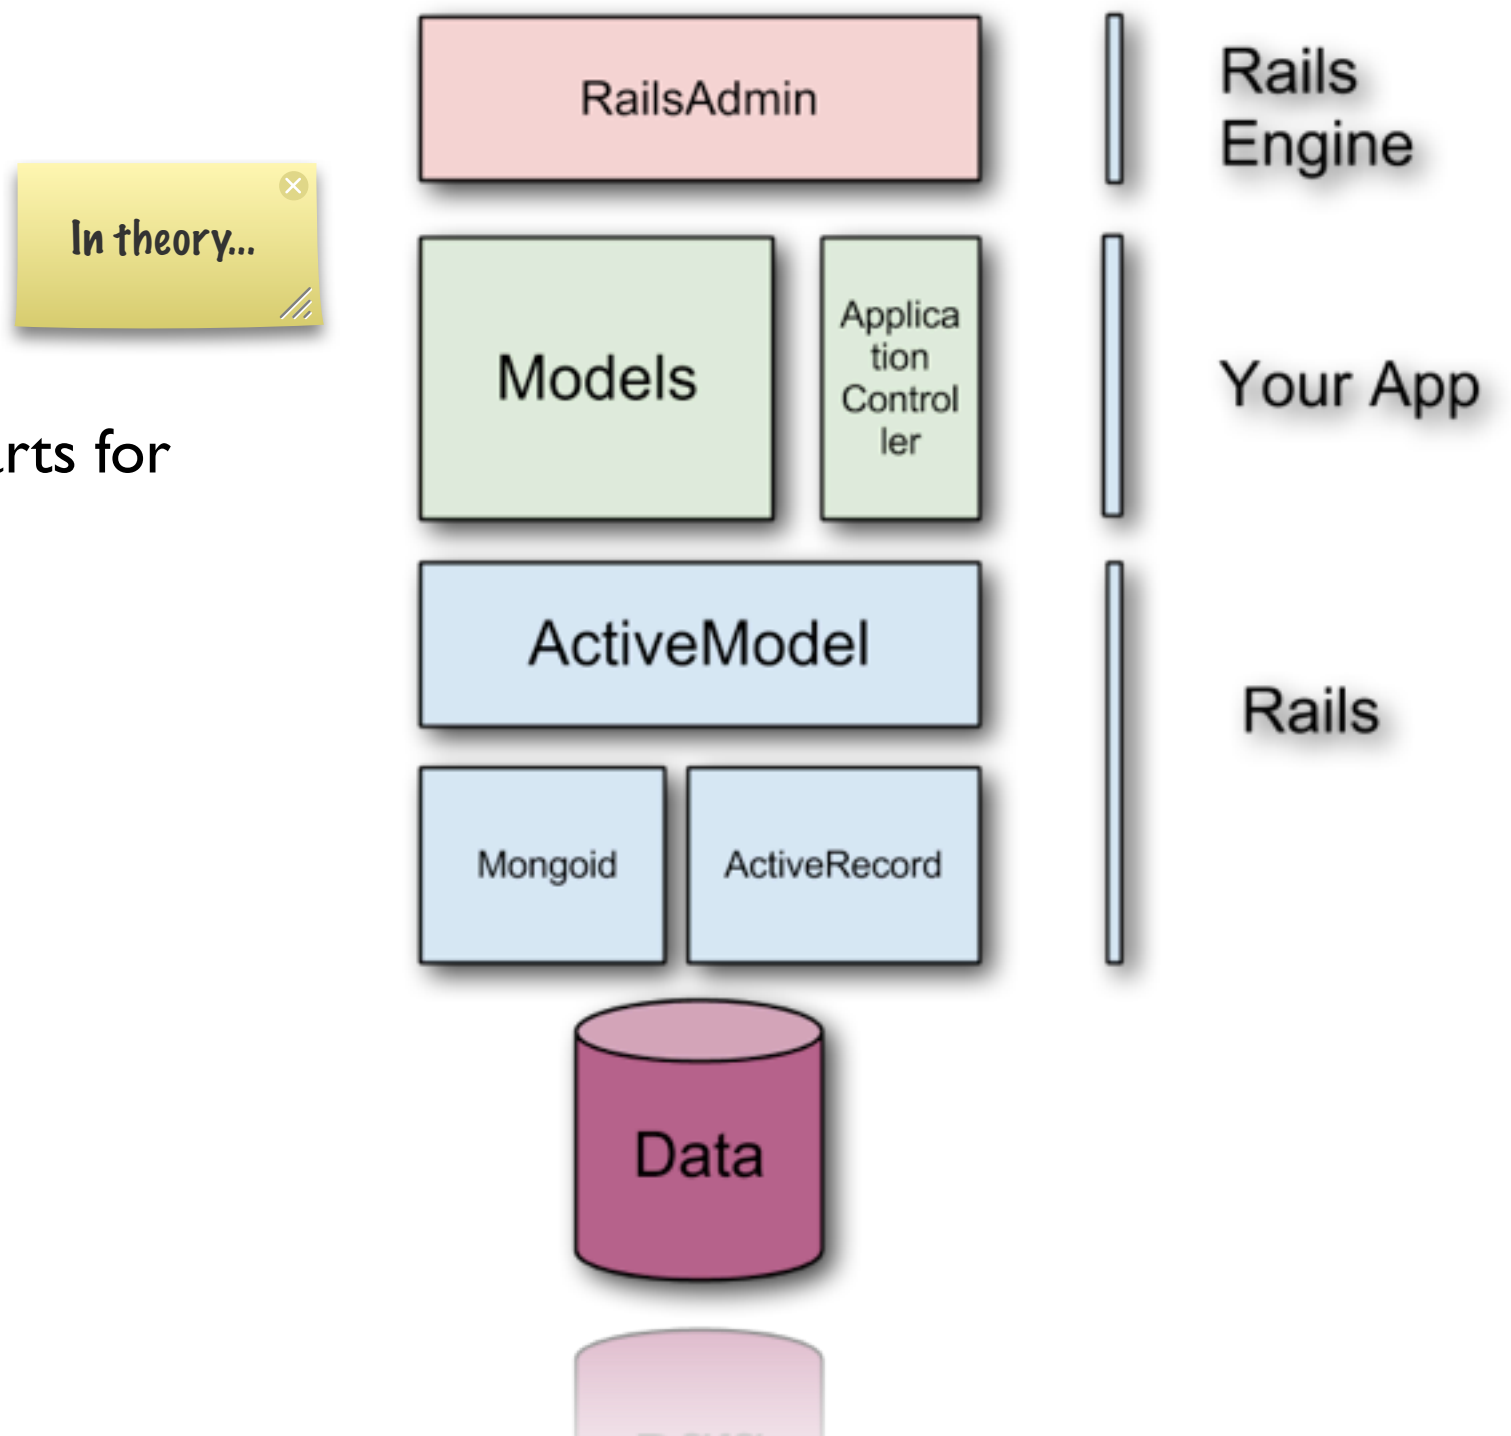 RailsAdmin
Rails
Engine
In theory...
Models
Applica
tion
Control
ler
Your App
rts for
ActiveModel
Rails
Mongoid
ActiveRecord
Data